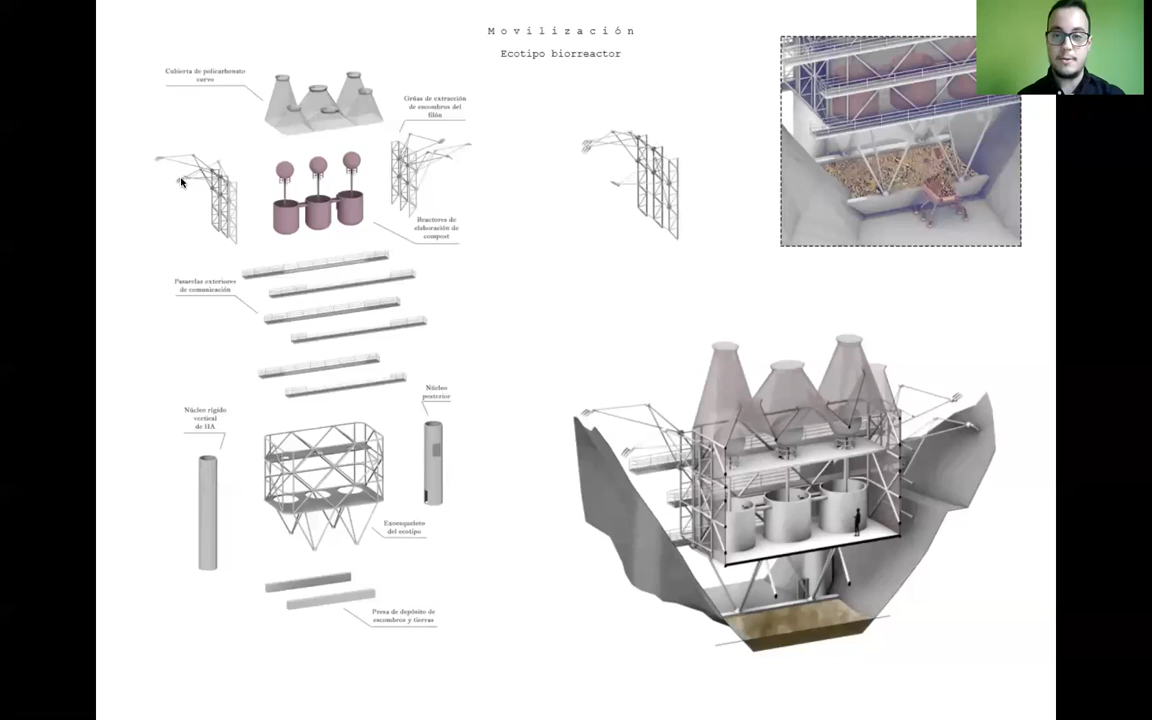 Movilización
Ecotipo biorreactor
Cubierta de policarbonato
curvo
Grúas de extracción
de escombros del
filón
Reactores de
elaboración de
compost
Pasarelas exteriores
de comunicación
Núcleo rígido
vertical
de HA
Núcleo
posterior
Exoesqueleto
del ecotipo
Presa de depósito de
escombros y tierras